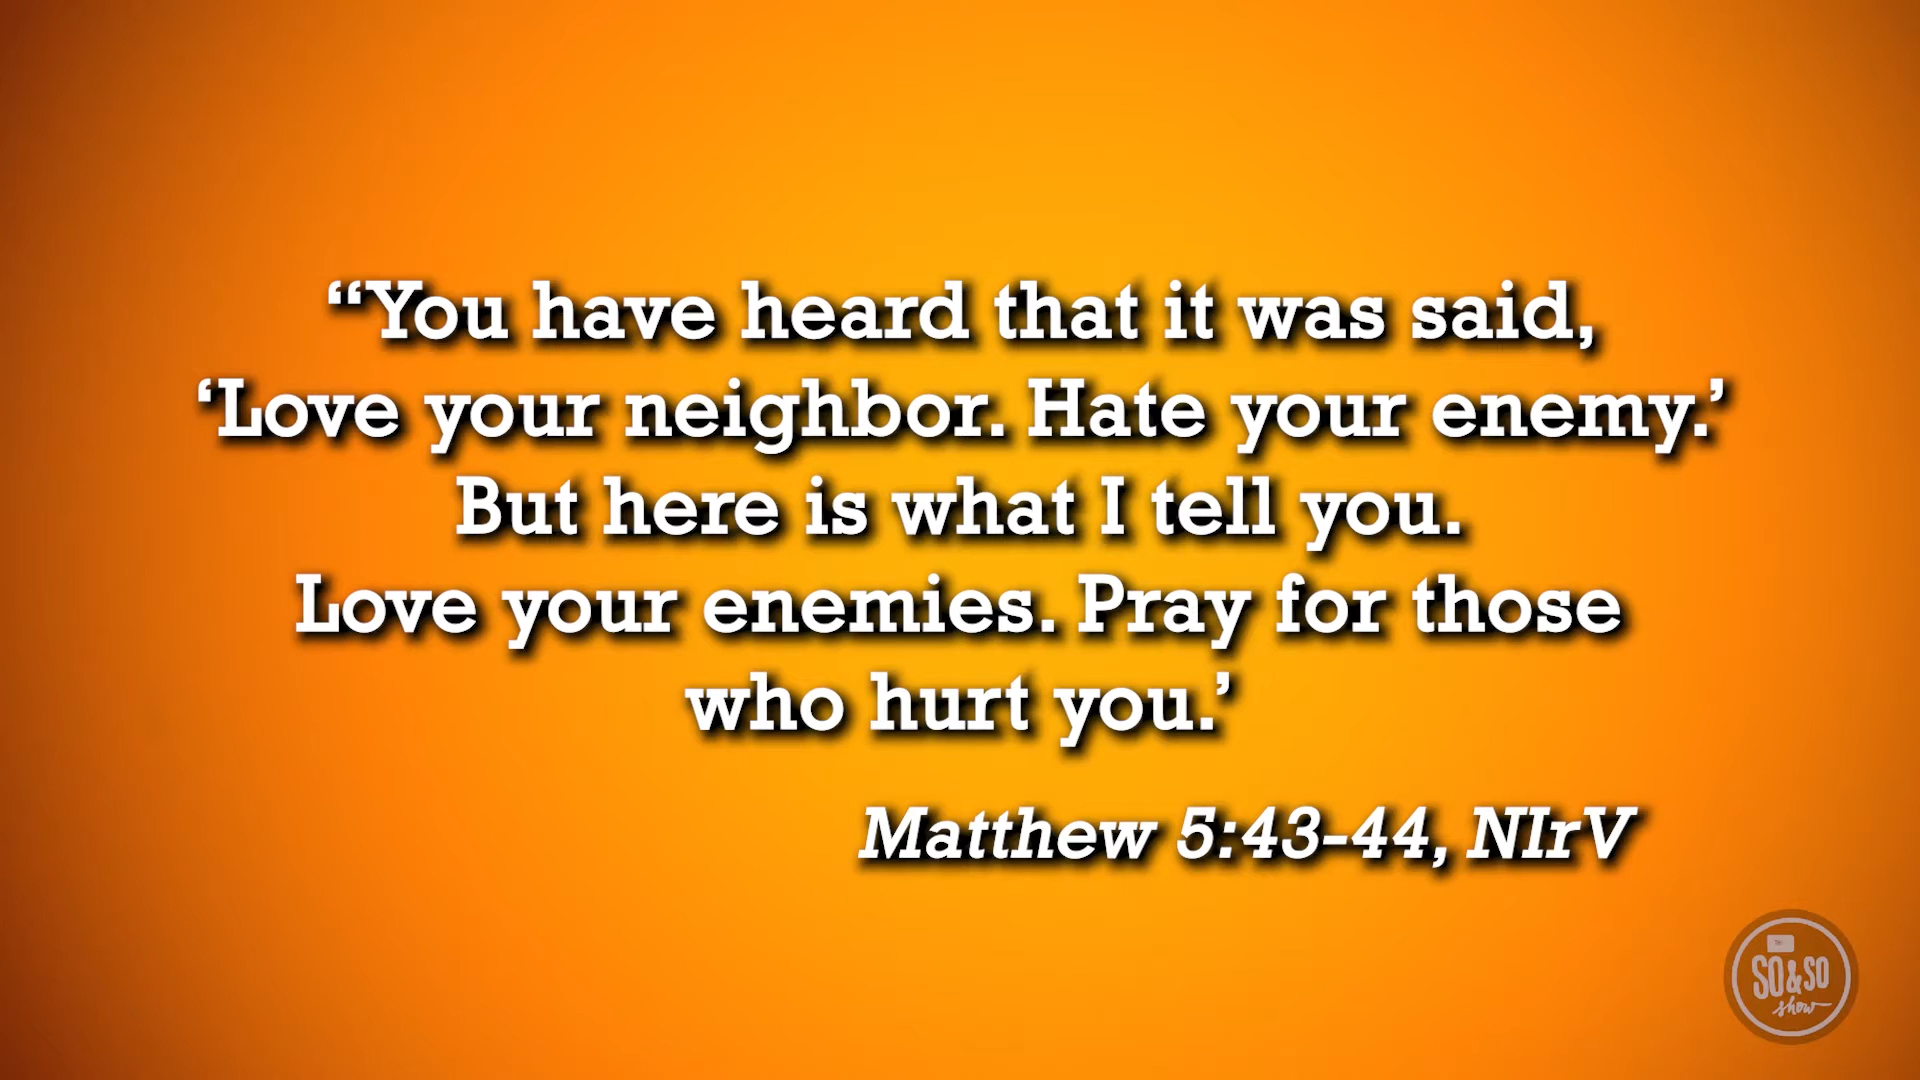 “You have heard that it was said,
‘Love your neighbor. Hate your enemy.’
But here is what I tell you.
Love your enemies. Pray for those
who hurt you.’
Matthew 5:43-44, NIrV
SO & SO
show